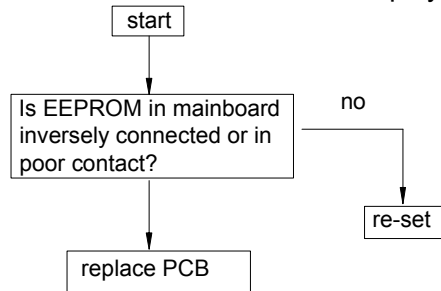 start
Is EEPROM in mainboard
inversely connected or in
poor contact?
no
re-set
replace PCB